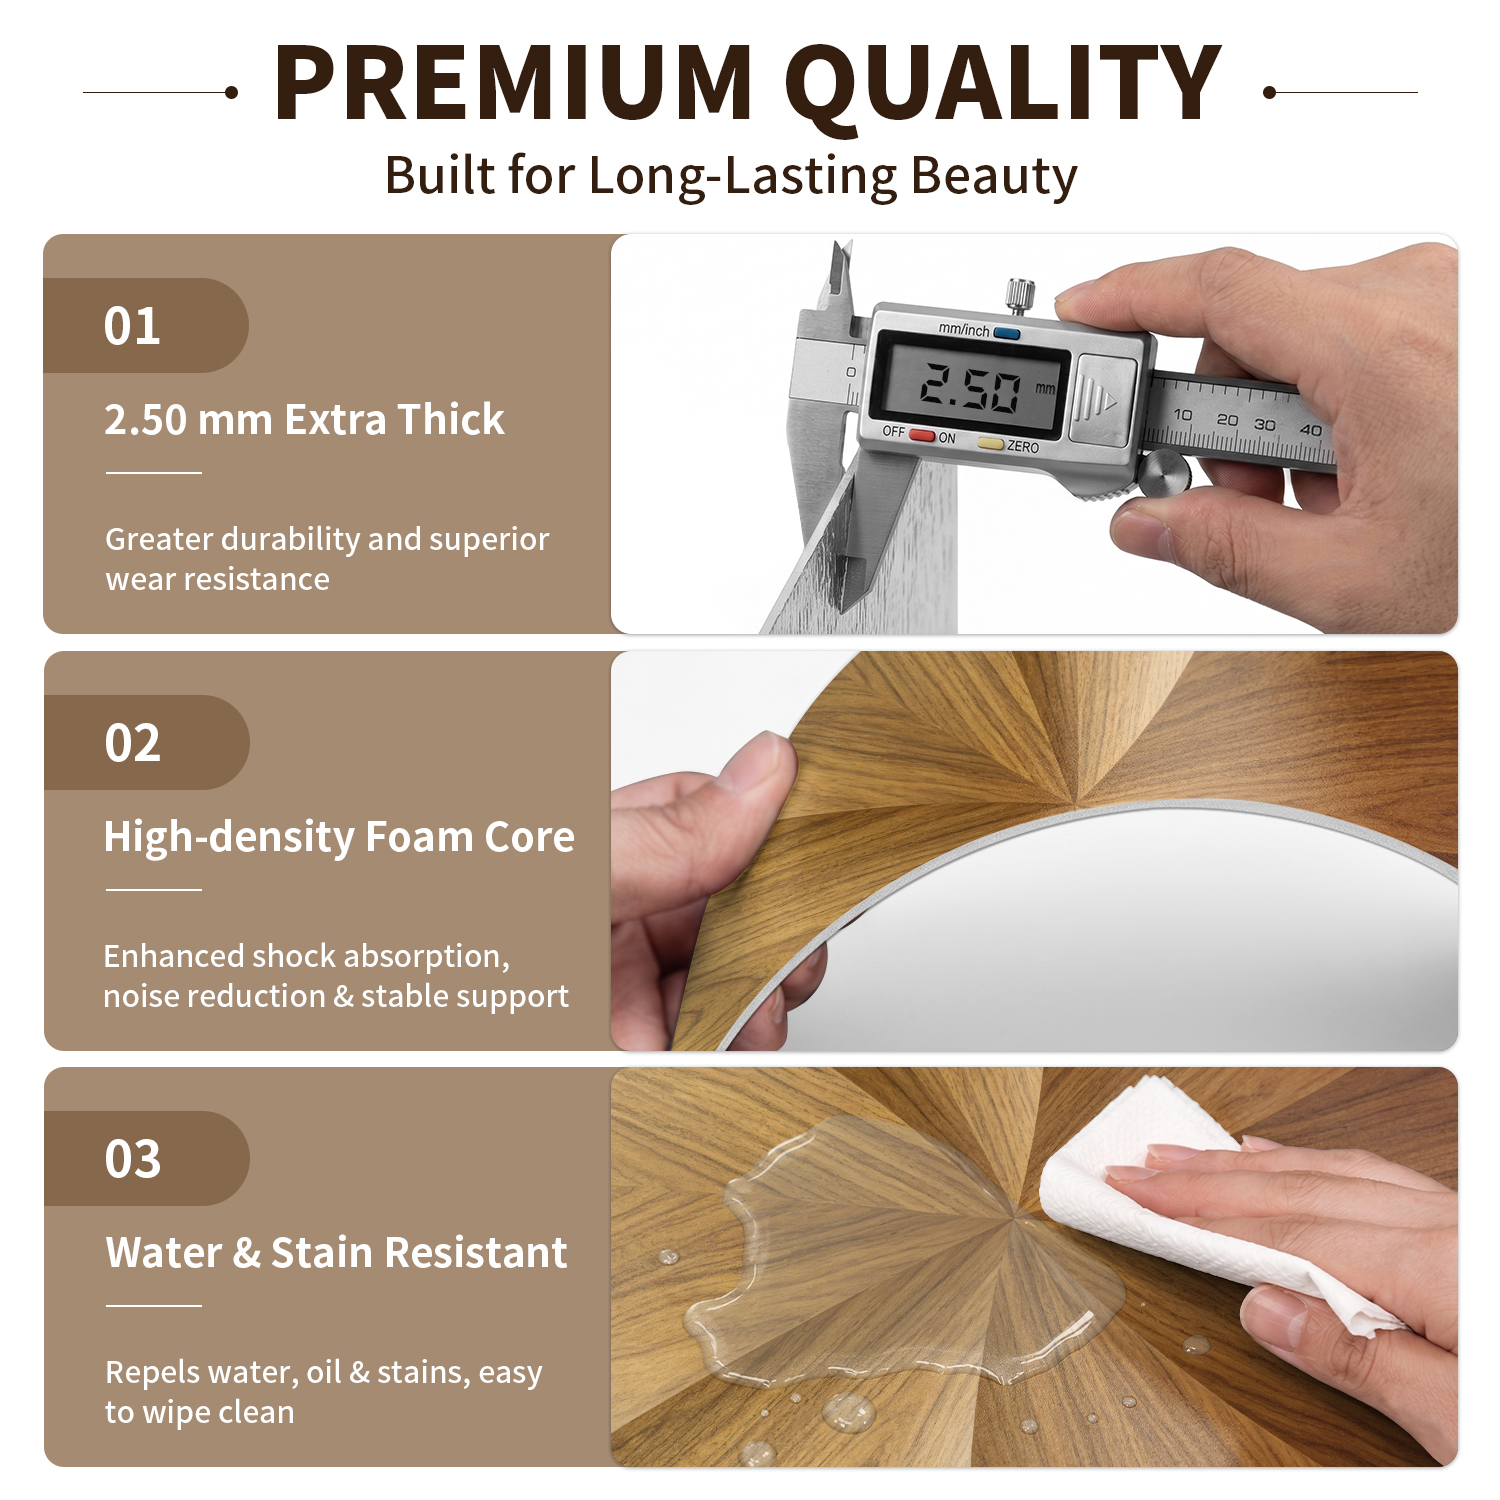 PREMIUM QUALITY
Built for Long-Lasting Beauty
01
2.50 mm Extra Thick
Greater durability and superior
wear resistance
mm/inch
0
2.50 mm
OFF ON ZERO
10 20 30 40
02
High-density Foam Core
Enhanced shock absorption,
noise reduction & stable support
03
Water & Stain Resistant
Repels water, oil & stains, easy
to wipe clean